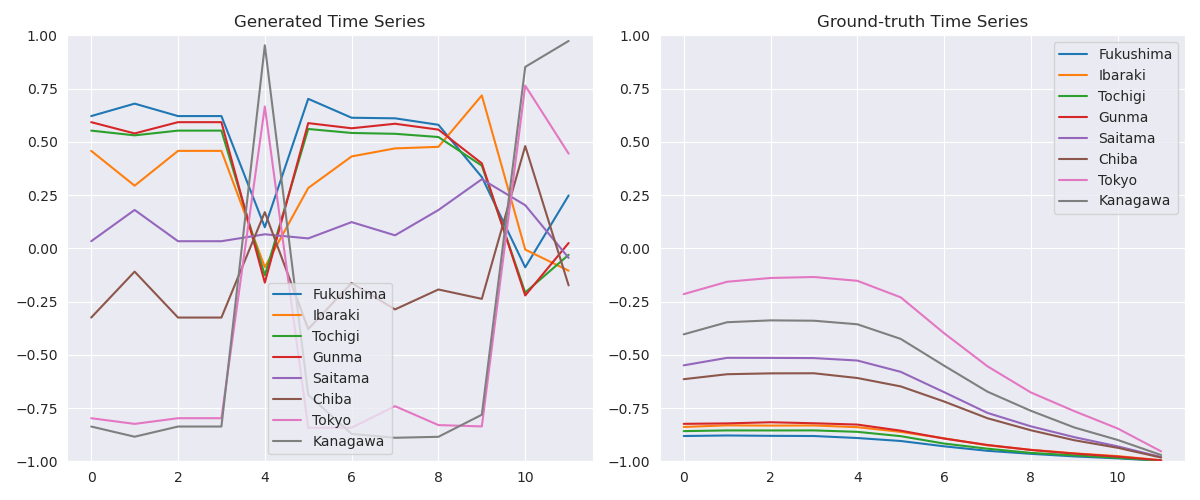 Generated Time Series
1.00
0.75
0.50
0.25
0.00
−0.25
−0.50
−0.75
−1.00
0 2 4 6 8 10
Fukushima
Ibaraki
Tochigi
Gunma
Saitama
Chiba
Tokyo
Kanagawa
Ground-truth Time Series
1.00
0.75
0.50
0.25
0.00
−0.25
−0.50
−0.75
−1.00
0 2 4 6 8 10
Fukushima
Ibaraki
Tochigi
Gunma
Saitama
Chiba
Tokyo
Kanagawa